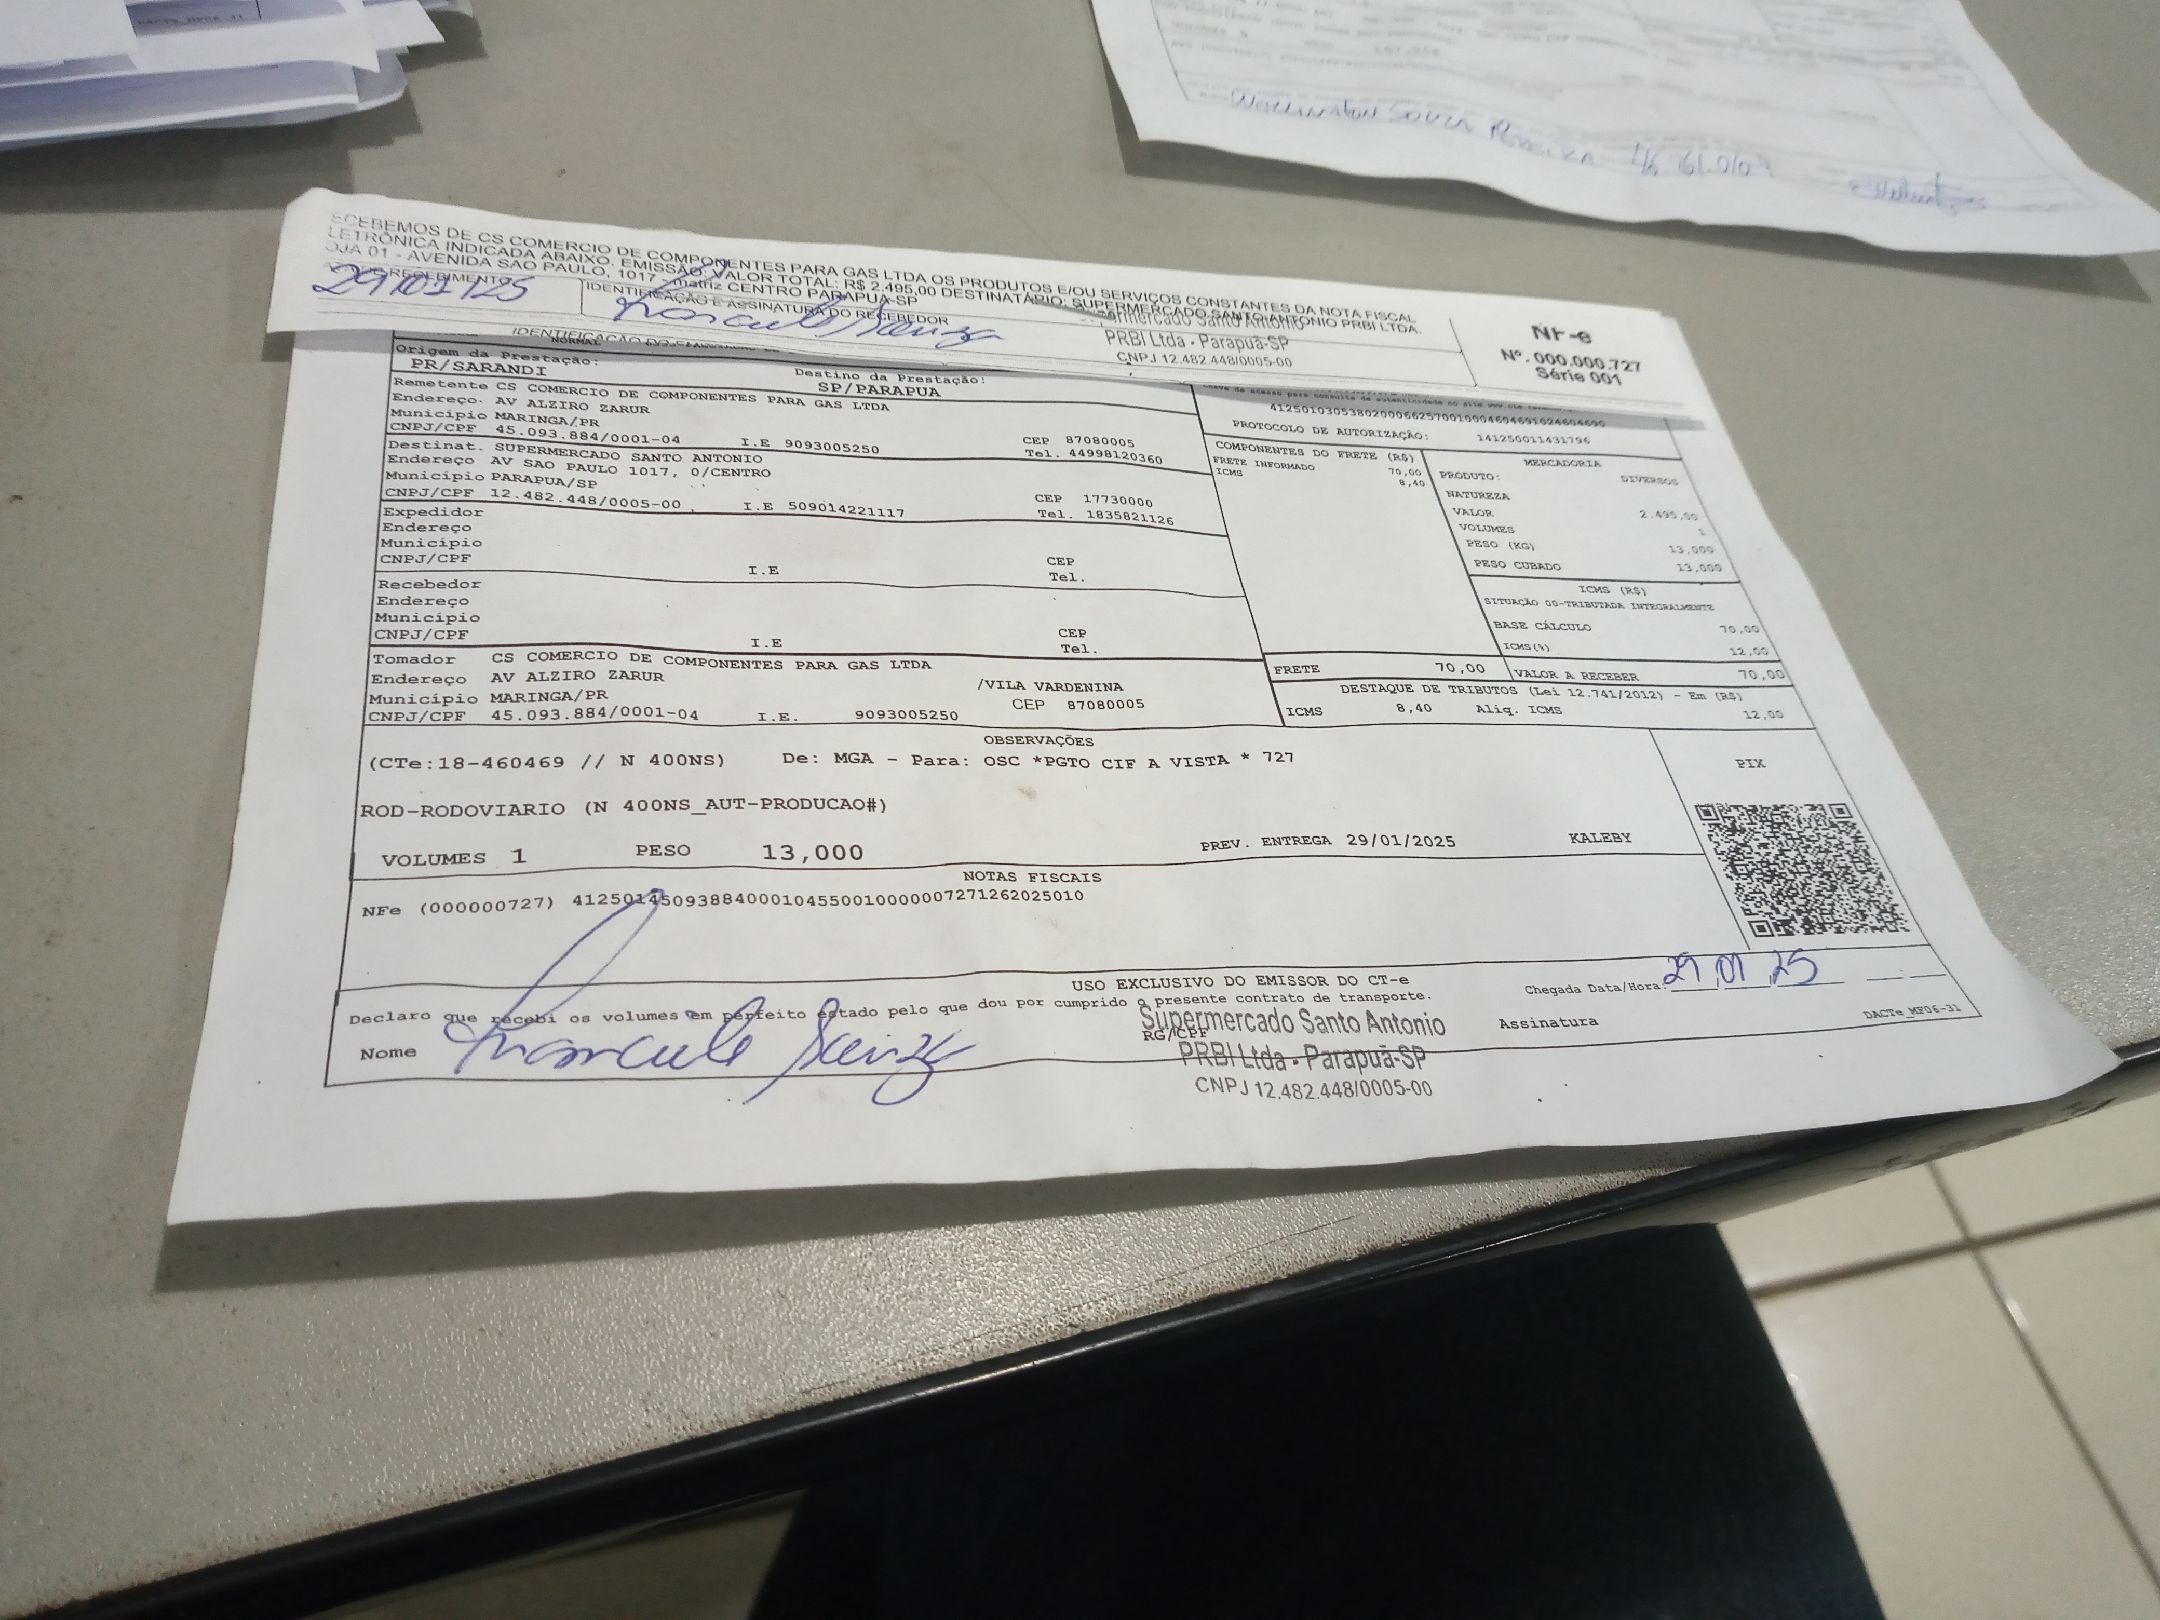 ECEBEMOS DE CS COMERCIO DE COMPONENTES PARA GAS LTDA OS PRODUTOS E/OU SERVIÇOS CONSTANTES DA NOTA FISCAL
LETRÔNICA INDICADA ABAIXO. EMISSÃO: VALOR TOTAL: R$ 2.495,00 DESTINATÁRIO: SUPERMERCADO SANTO ANTONIO PRBI LTDA.
OJA 01 - AVENIDA SAO PAULO, 1017 - matriz CENTRO PARAPUA-SP
RECEBIMENTO
29/01/25
IDENTIFICAÇÃO E ASSINATURA DO RECEBEDOR
Supermercado Santo Antonio
PRBI Ltda - Parapuã-SP
CNPJ 12.482.448/0005-00
NF-e
Nº. 000.000.727
Série 001
NORMAL
Origem da Prestação:
PR/SARANDI
Destino da Prestação:
SP/PARAPUA
Remetente CS COMERCIO DE COMPONENTES PARA GAS LTDA
Endereço. AV ALZIRO ZARUR
Município MARINGA/PR
CNPJ/CPF 45.093.884/0001-04 I.E 9093005250 CEP 87080005
Tel. 44998120360
Destinat. SUPERMERCADO SANTO ANTONIO
Endereço AV SAO PAULO 1017, 0/CENTRO
Município PARAPUA/SP
CNPJ/CPF 12.482.448/0005-00 I.E 509014221117 CEP 17730000
Tel. 1835821126
Expedidor
Endereço
Município
CNPJ/CPF I.E CEP
Tel.
Recebedor
Endereço
Município
CNPJ/CPF I.E CEP
Tel.
Tomador CS COMERCIO DE COMPONENTES PARA GAS LTDA
Endereço AV ALZIRO ZARUR /VILA VARDENINA
Município MARINGA/PR CEP 87080005
CNPJ/CPF 45.093.884/0001-04 I.E. 9093005250
PROTOCOLO DE AUTORIZAÇÃO: 141250011431796
COMPONENTES DO FRETE (R$)
FRETE INFORMADO 70,00
ICMS 8,40
MERCADORIA
PRODUTO: DIVERSOS
NATUREZA
VALOR 2.495,00
VOLUMES 1
PESO (KG) 13,000
PESO CUBADO 13,000
ICMS (R$)
SITUAÇÃO 00-TRIBUTADA INTEGRALMENTE
BASE CÁLCULO 70,00
ICMS(%) 12,00
FRETE 70,00 VALOR A RECEBER 70,00
DESTAQUE DE TRIBUTOS (Lei 12.741/2012) - Em (R$)
ICMS 8,40 Aliq. ICMS 12,00
OBSERVAÇÕES
(CTe:18-460469 // N 400NS) De: MGA - Para: OSC *PGTO CIF A VISTA * 727
PIX
ROD-RODOVIARIO (N 400NS_AUT-PRODUCAO#)
VOLUMES 1 PESO 13,000 PREV. ENTREGA 29/01/2025 KALEBY
NOTAS FISCAIS
NFe (000000727) 41250145093884000104550010000007271262025010
USO EXCLUSIVO DO EMISSOR DO CT-e
Declaro que recebi os volumes em perfeito estado pelo que dou por cumprido o presente contrato de transporte.
Chegada Data/Hora: 29 01 25
Nome
RG/CPF
Assinatura
DACTe_MF06-31
Supermercado Santo Antonio
PRBI Ltda - Parapuã-SP
CNPJ 12.482.448/0005-00